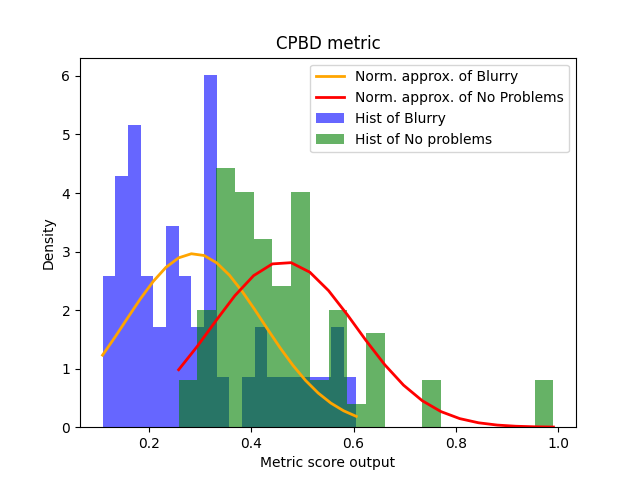 CPBD metric
Norm. approx. of Blurry
Norm. approx. of No Problems
Hist of Blurry
Hist of No problems
Density
6
5
4
3
2
1
0
0.2
0.4
0.6
0.8
1.0
Metric score output